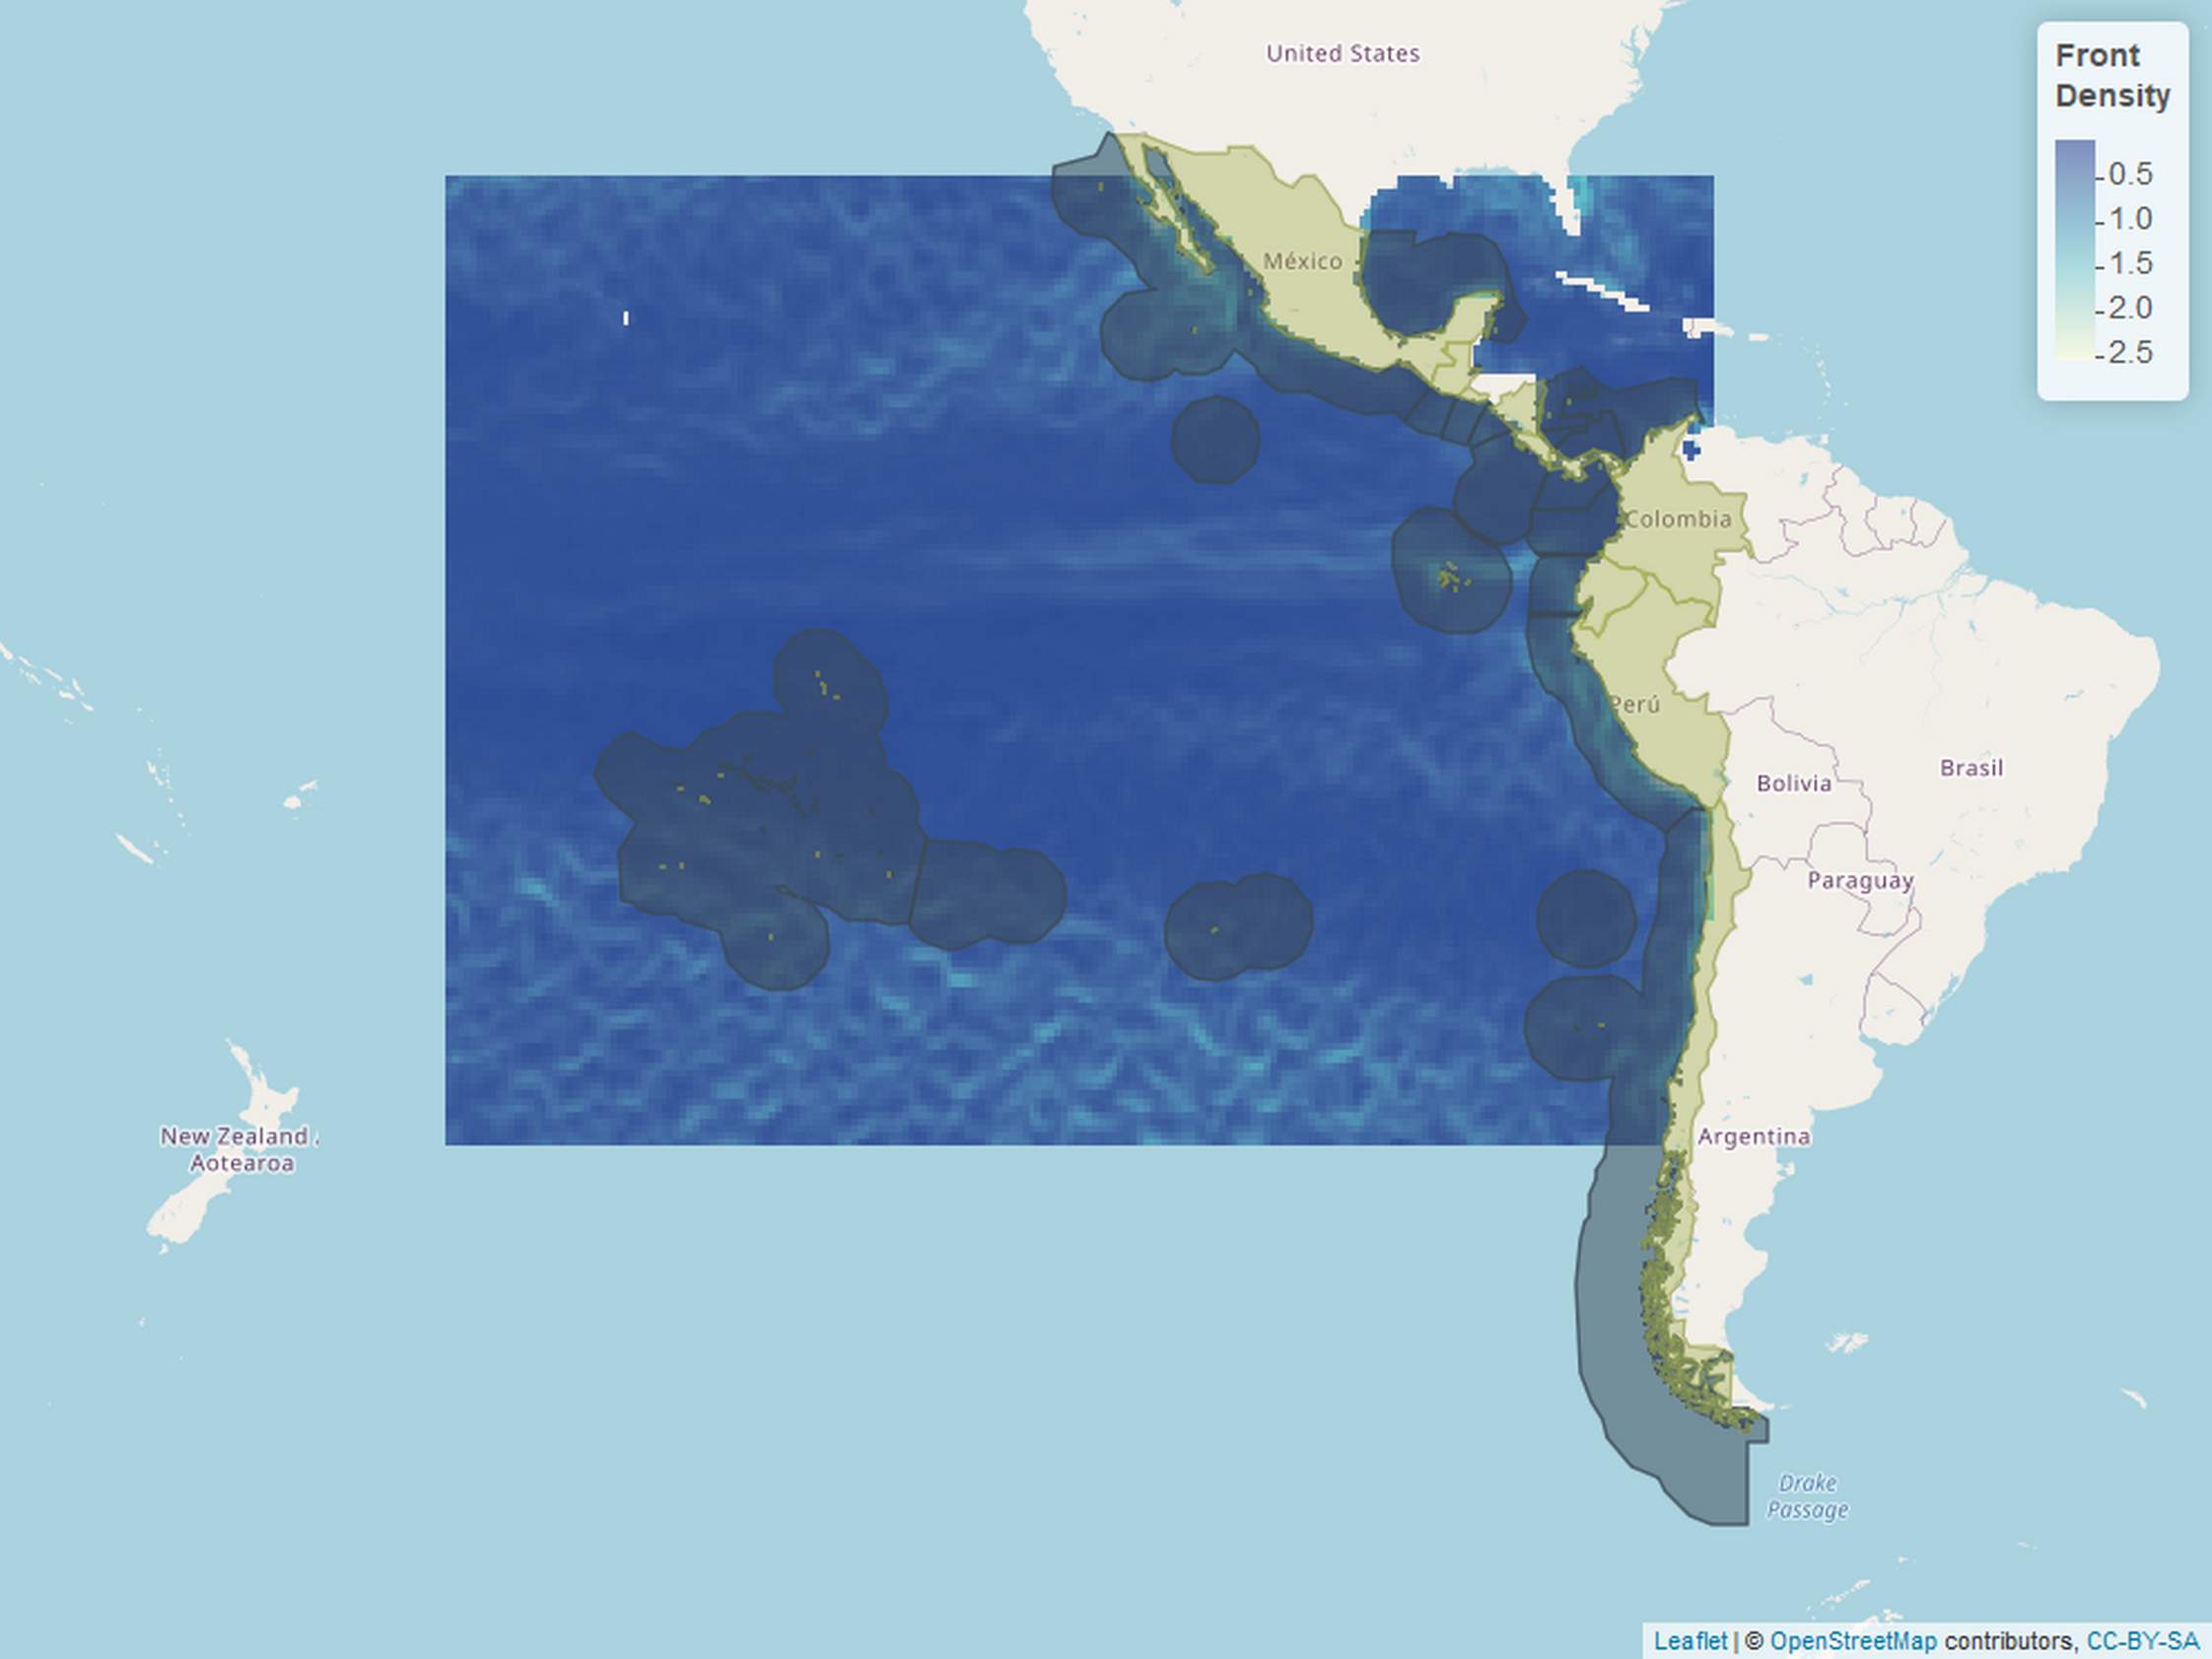 United States
Front
Density
0.5
1.0
1.5
2.0
2.5
México
Colombia
Perú
Bolivia
Brasil
Paraguay
New Zealand
Aotearoa
Argentina
Drake
Passage
Leaflet | © OpenStreetMap contributors, CC-BY-SA